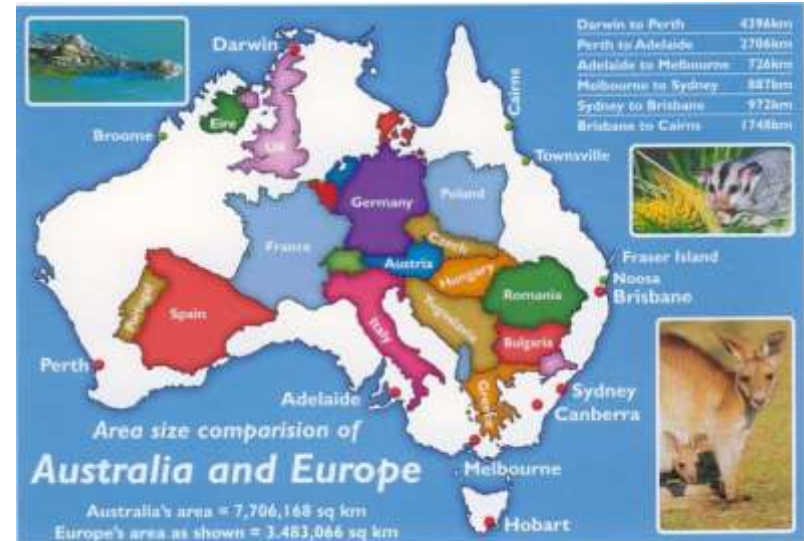 Darwin to Perth 4396km
Perth to Adelaide 2706km
Adelaide to Melbourne 726km
Melbourne to Sydney 887km
Sydney to Brisbane 972km
Brisbane to Cairns 1748km
Darwin
Cairns
Eire
UK
Broome
Townsville
Germany
Poland
France
Czech
Austria
Hungary
Fraser Island
Noosa
Brisbane
Romania
Portugal
Spain
Italy
Yugoslavia
Bulgaria
Perth
Greece
Adelaide
Sydney
Canberra
Area size comparision of
Australia and Europe
Melbourne
Australia's area = 7,706,168 sq km
Europe's area as shown = 3.483,066 sq km
Hobart